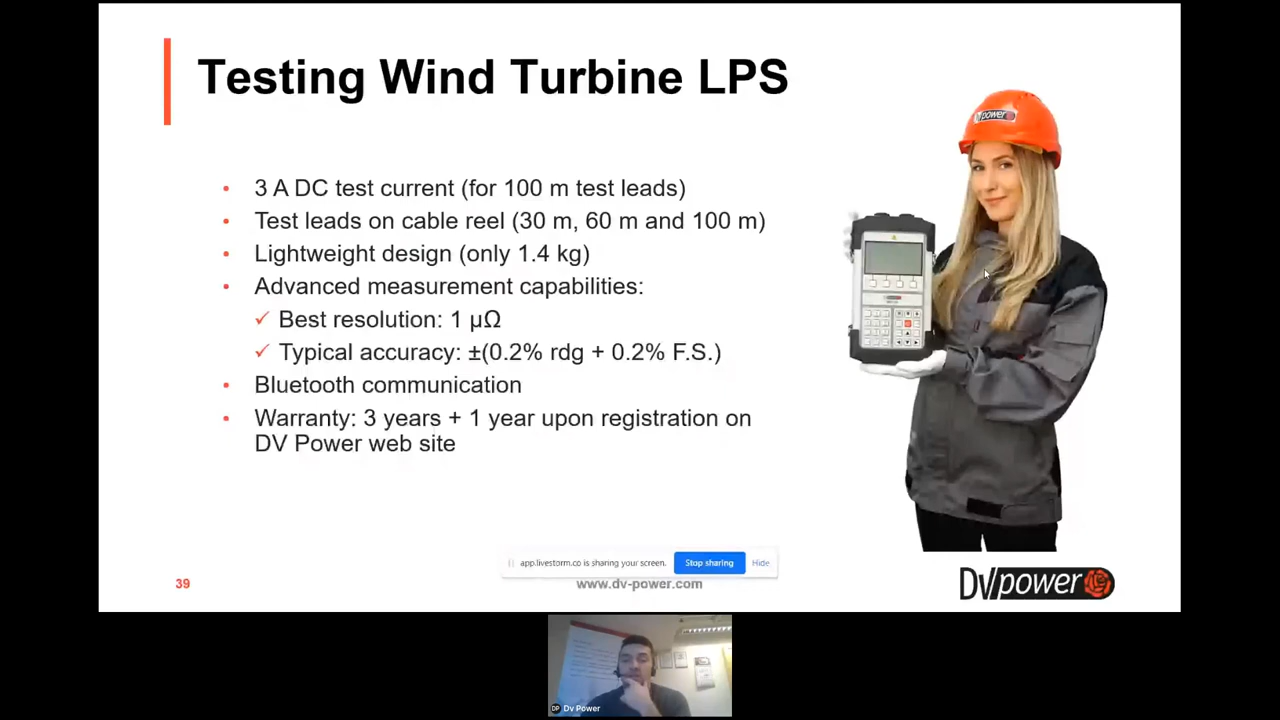 Testing Wind Turbine LPS
3 A DC test current (for 100 m test leads)
Test leads on cable reel (30 m, 60 m and 100 m)
Lightweight design (only 1.4 kg)
Advanced measurement capabilities:
Best resolution: 1 μΩ
Typical accuracy: ±(0.2% rdg + 0.2% F.S.)
Bluetooth communication
Warranty: 3 years + 1 year upon registration on
DV Power web site
DV power
app.livestorm.co is sharing your screen.
Stop sharing
Hide
39
www.dv-power.com
DV power
DP
Dv Power